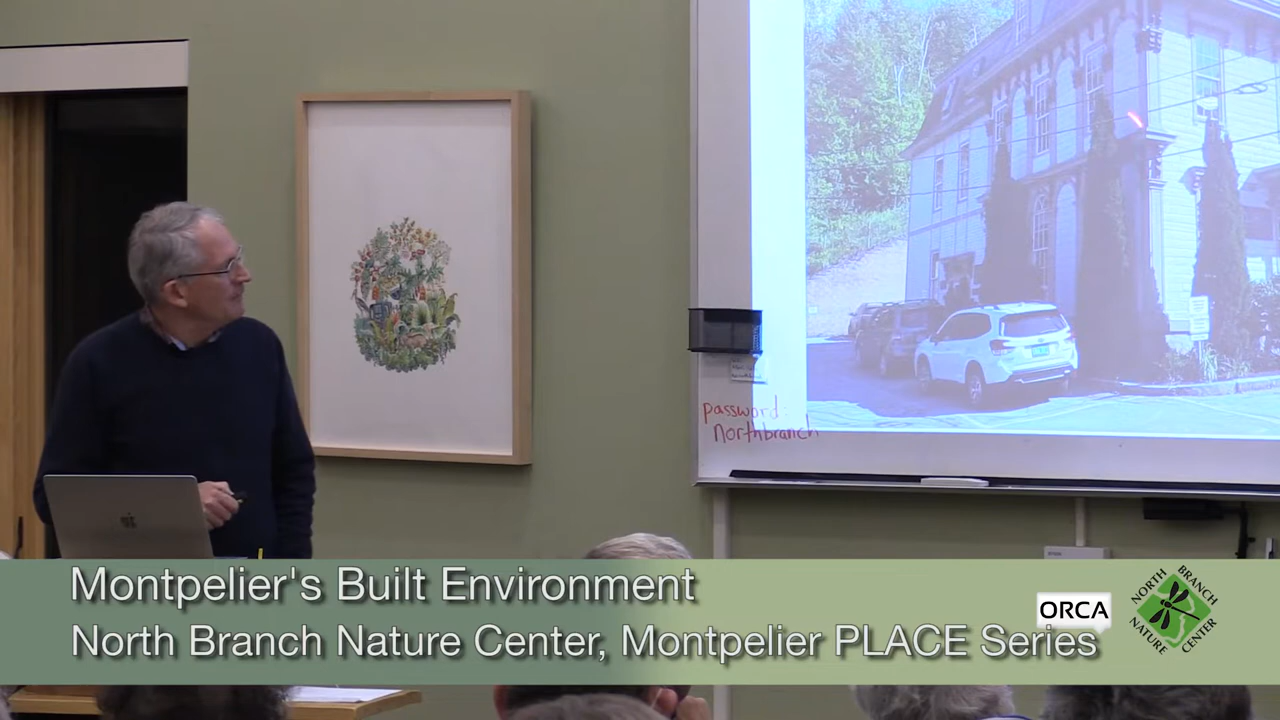 password:
northbranch
Montpelier's Built Environment
North Branch Nature Center, Montpelier PLACE Series
ORCA
NORTH BRANCH
NATURE CENTER